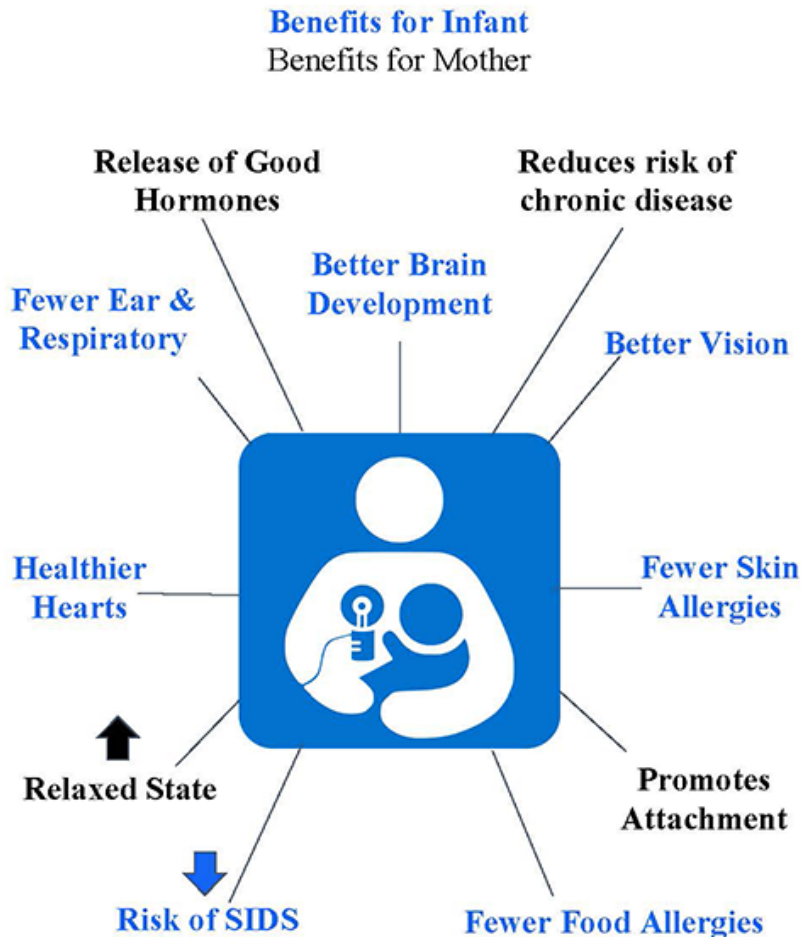 Benefits for Infant
Benefits for Mother
Release of Good
Hormones
Reduces risk of
chronic disease
Better Brain
Development
Fewer Ear &
Respiratory
Better Vision
Healthier
Hearts
Fewer Skin
Allergies
Relaxed State
Promotes
Attachment
Risk of SIDS
Fewer Food Allergies